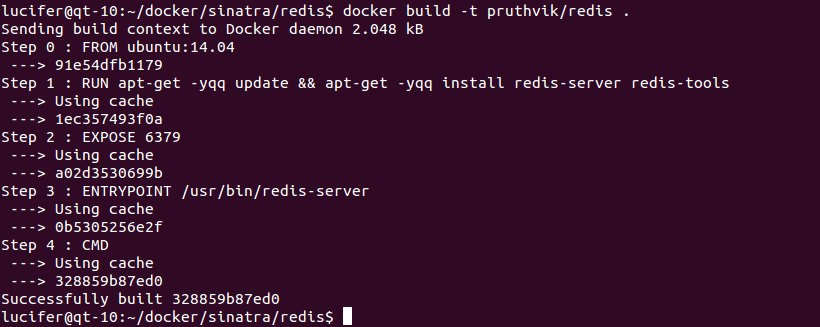 lucifer@qt-10:~/docker/sinatra/redis$ docker build -t pruthvik/redis .
Sending build context to Docker daemon 2.048 kB
Step 0 : FROM ubuntu:14.04
 ---> 91e54dfb1179
Step 1 : RUN apt-get -yqq update && apt-get -yqq install redis-server redis-tools
 ---> Using cache
 ---> 1ec357493f0a
Step 2 : EXPOSE 6379
 ---> Using cache
 ---> a02d3530699b
Step 3 : ENTRYPOINT /usr/bin/redis-server
 ---> Using cache
 ---> 0b5305256e2f
Step 4 : CMD
 ---> Using cache
 ---> 328859b87ed0
Successfully built 328859b87ed0
lucifer@qt-10:~/docker/sinatra/redis$